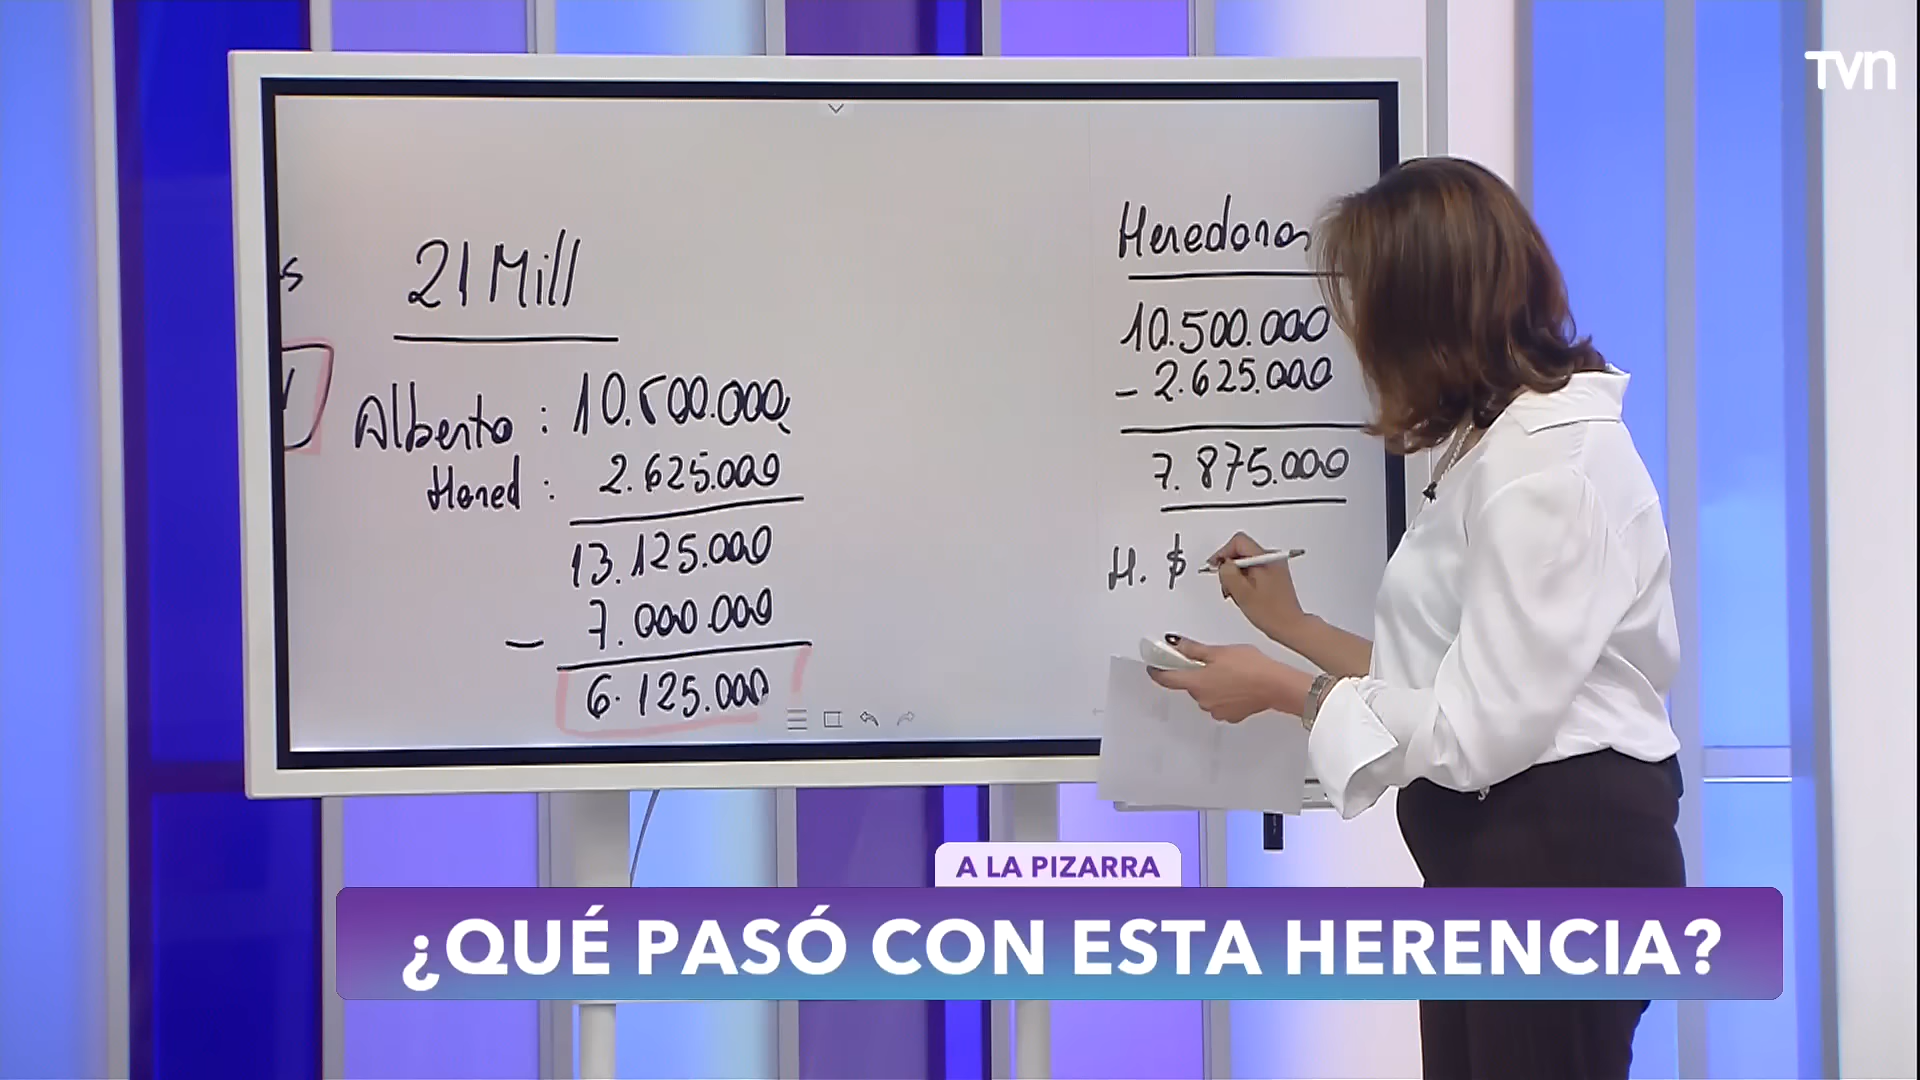 TVN
21 Mill
Alberto : 10.500.000
Hered : 2.625.000
13.125.000
- 7.000.000
6.125.000
Herederos
10.500.000
- 2.625.000
7.875.000
H. $
A LA PIZARRA
¿QUÉ PASÓ CON ESTA HERENCIA?